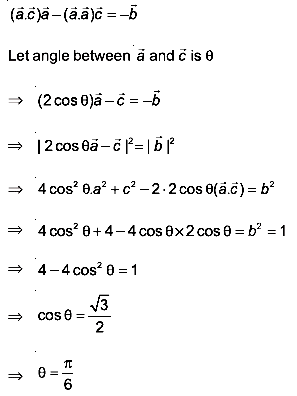 (a⃗.c⃗)a⃗–(a⃗.a⃗)c⃗=–b⃗
Let angle between a⃗ and c⃗ is θ
⇒ (2 cos θ)a⃗–c⃗=–b⃗
⇒ | 2 cos θa⃗–c⃗ |²=| b⃗ |²
⇒ 4 cos² θ.a² + c² – 2·2 cos θ(a⃗.c⃗) = b²
⇒ 4 cos² θ + 4 – 4 cos θ×2 cos θ = b² = 1
⇒ 4 – 4 cos² θ = 1
⇒ cos θ = √3/2
⇒ θ = π/6